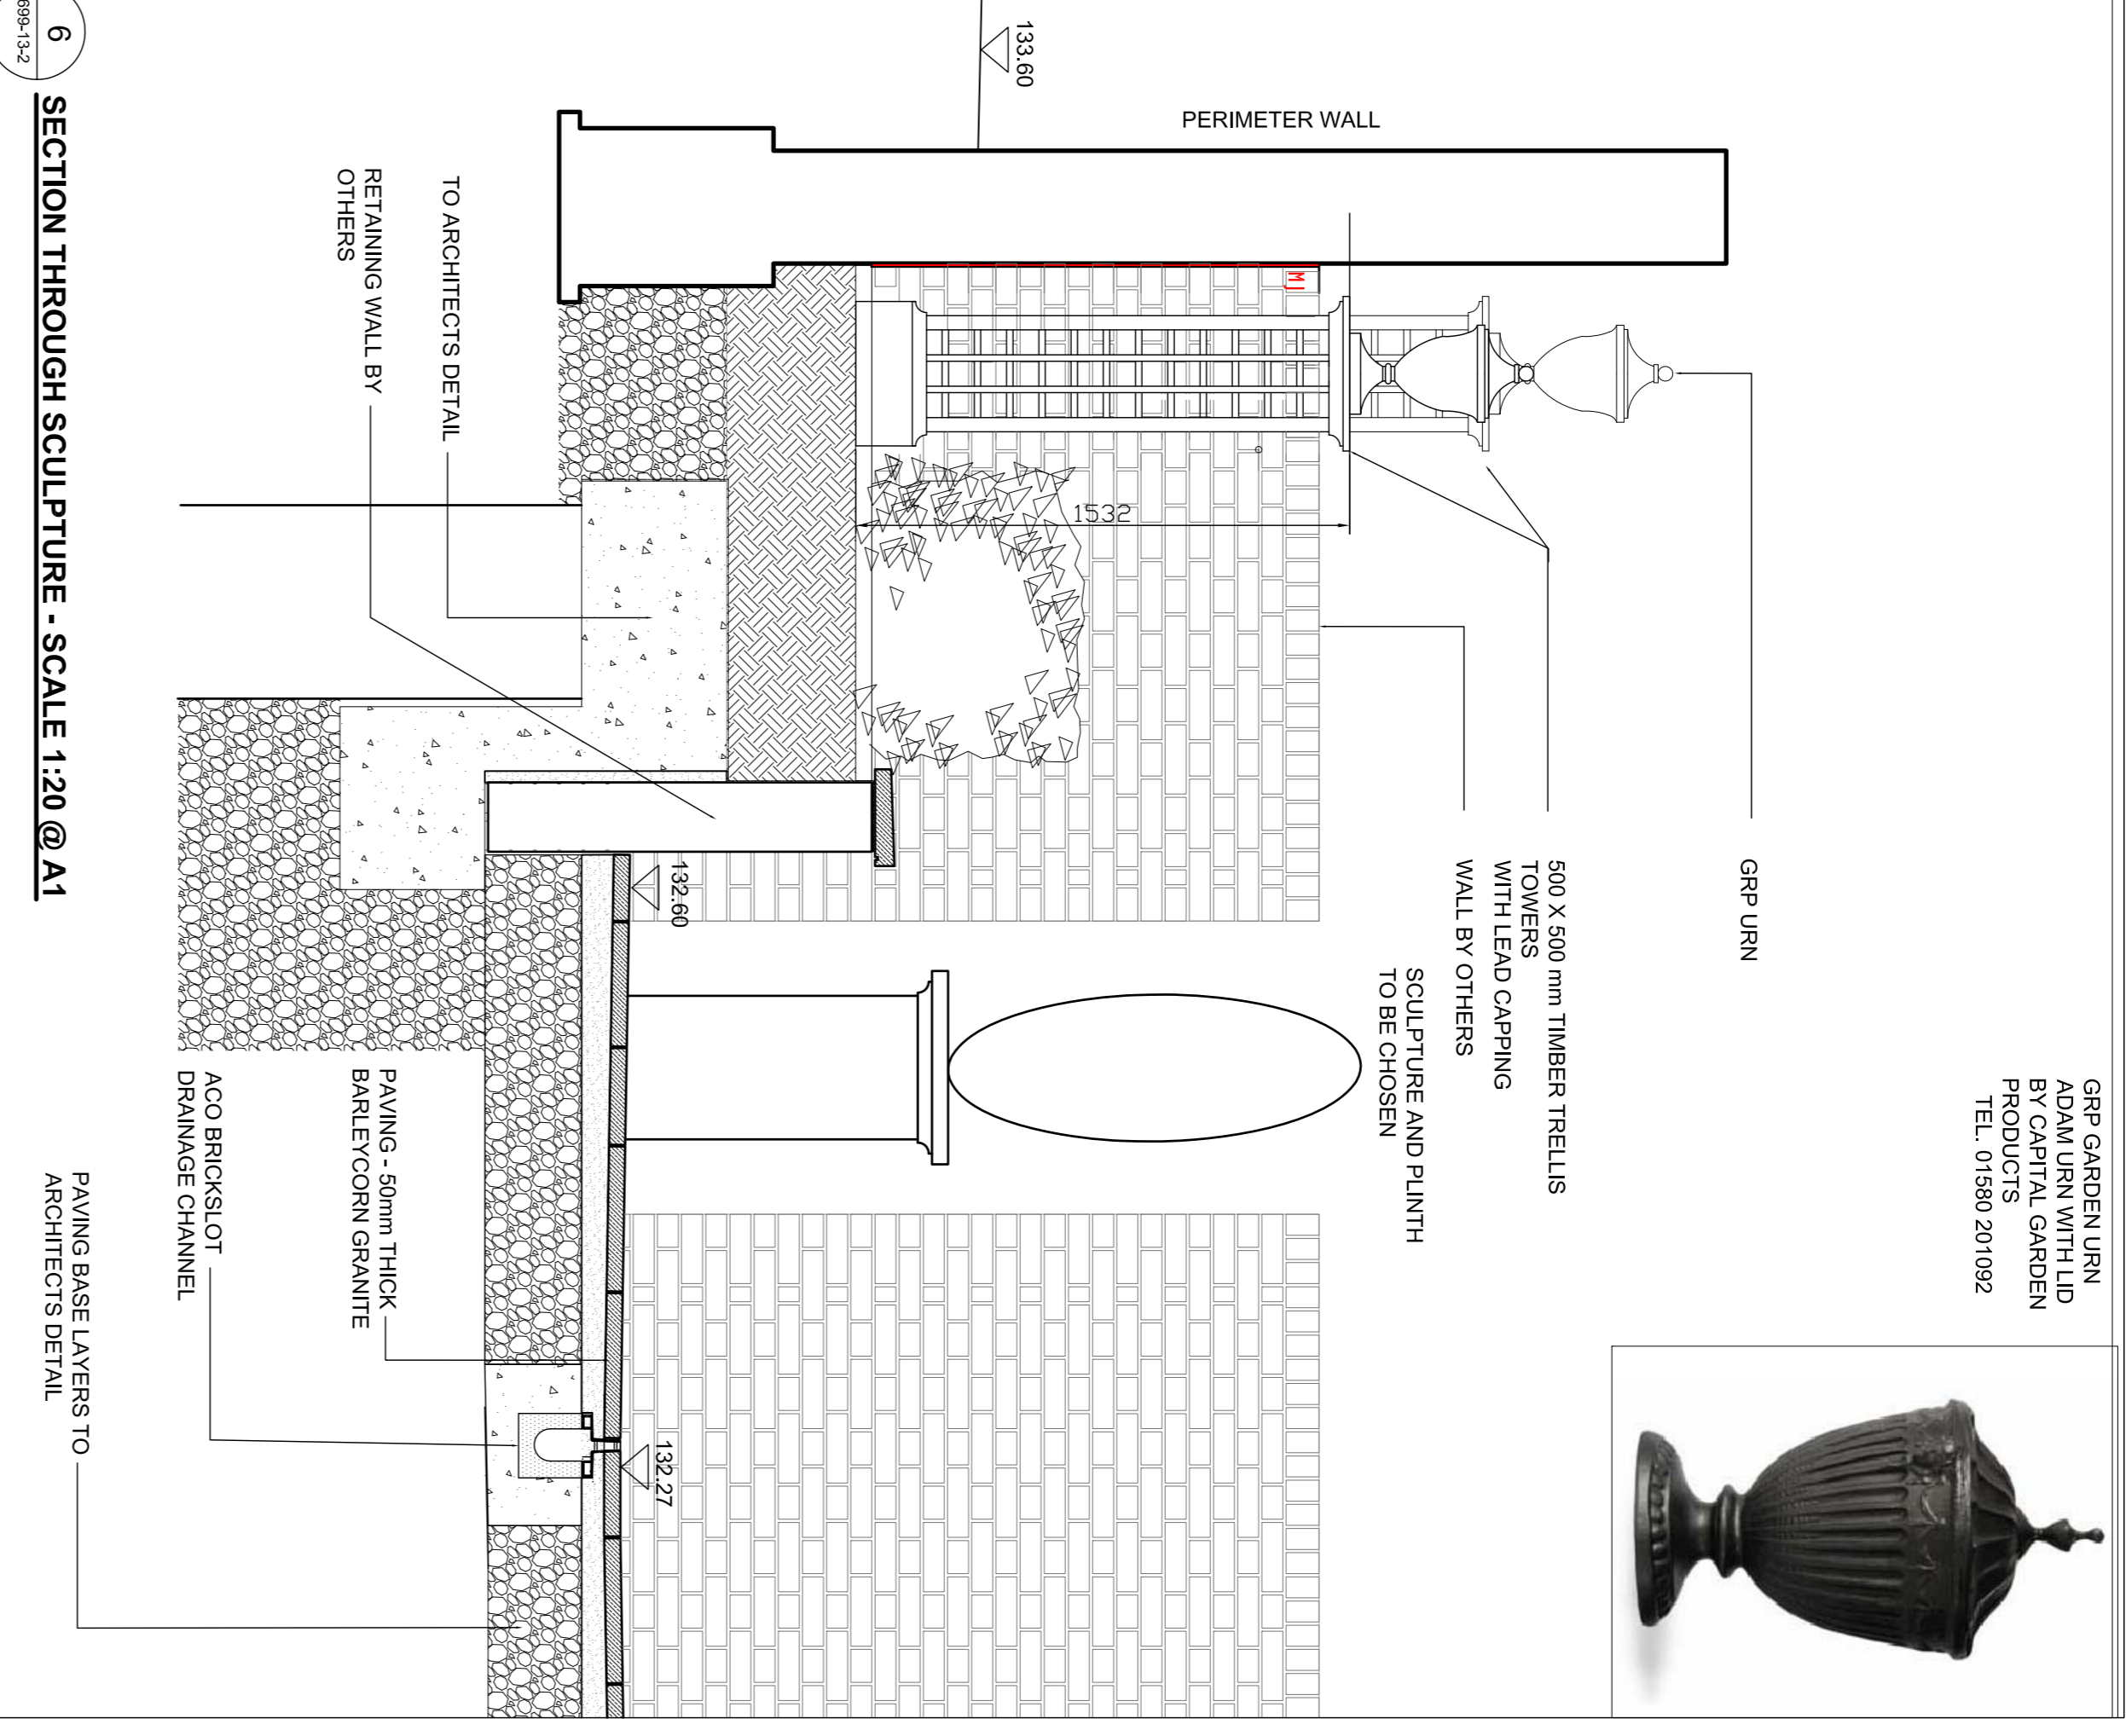 GRP GARDEN URN
ADAM URN WITH LID
BY CAPITAL GARDEN
PRODUCTS
TEL. 01580 201092
GRP URN
500 X 500 mm TIMBER TRELLIS
TOWERS
WITH LEAD CAPPING
WALL BY OTHERS
SCULPTURE AND PLINTH
TO BE CHOSEN
PERIMETER WALL
MJ
1532
133.60
132.60
132.27
TO ARCHITECTS DETAIL
RETAINING WALL BY
OTHERS
PAVING - 50mm THICK
BARLEYCORN GRANITE
ACO BRICKSLOT
DRAINAGE CHANNEL
PAVING BASE LAYERS TO
ARCHITECTS DETAIL
6
699-13-2
SECTION THROUGH SCULPTURE - SCALE 1:20 @ A1